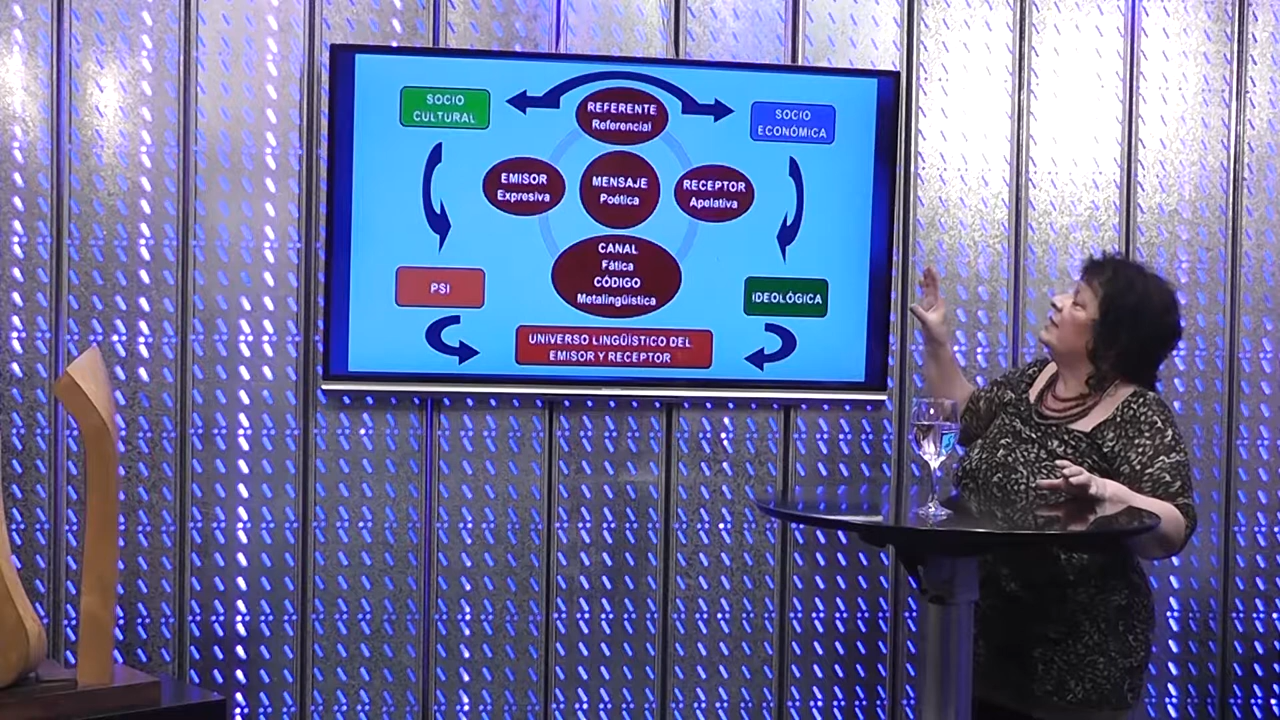 SOCIO
CULTURAL
REFERENTE
Referencial
SOCIO
ECONÓMICA
EMISOR
Expresiva
MENSAJE
Poética
RECEPTOR
Apelativa
CANAL
Fática
CÓDIGO
Metalingüística
PSI
IDEOLÓGICA
UNIVERSO LINGÜÍSTICO DEL
EMISOR Y RECEPTOR